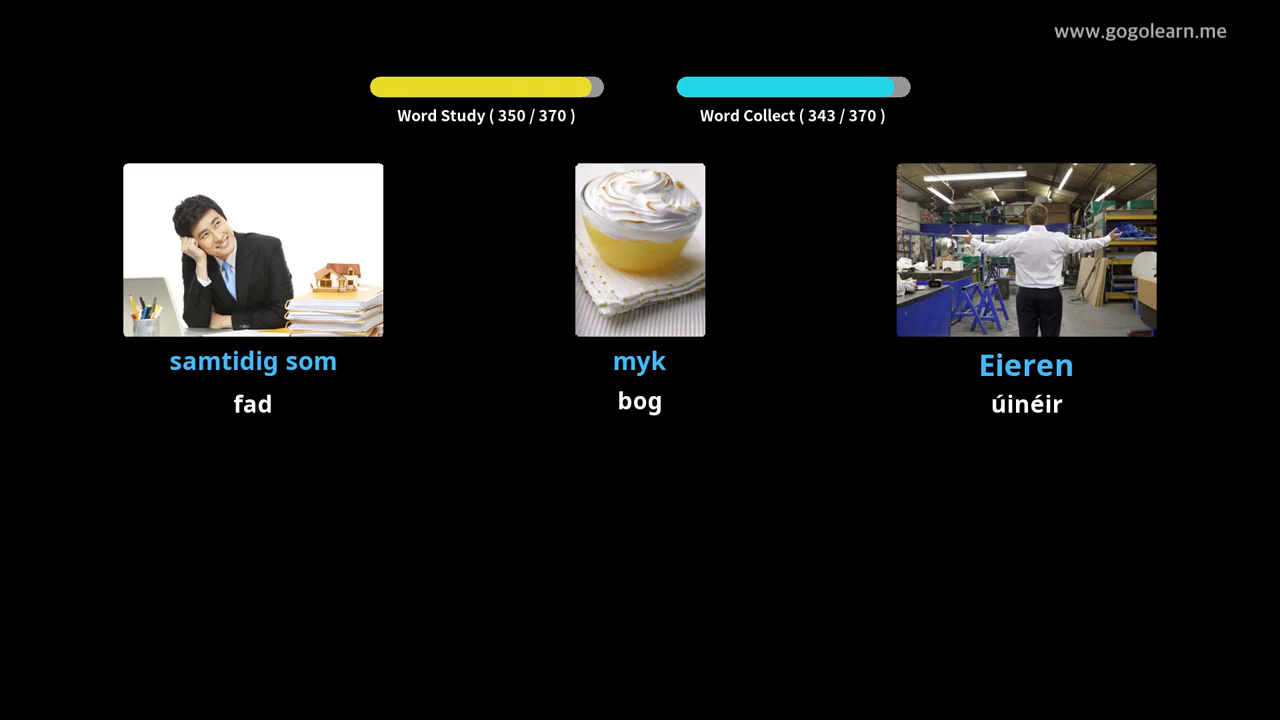 www.gogolearn.me
Word Study ( 350 / 370 )
Word Collect ( 343 / 370 )
samtidig som
myk
Eieren
fad
bog
úinéir